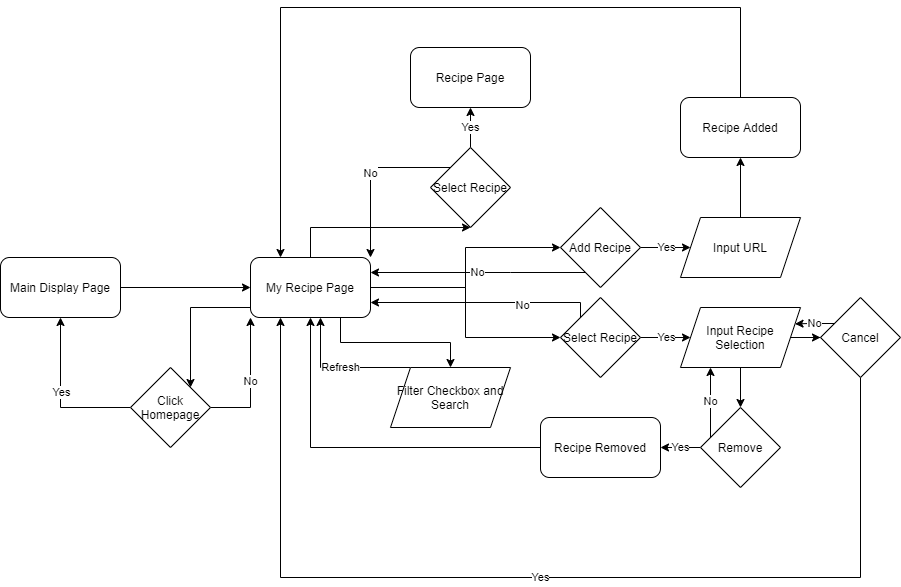 Recipe Page
Recipe Added
Yes
No
Select Recipe
Add Recipe
Yes
Input URL
Main Display Page
My Recipe Page
No
No
Select Recipe
Yes
Input Recipe
Selection
No
Cancel
Refresh
Filter Checkbox and
Search
Yes
Click
Homepage
No
No
Recipe Removed
Yes
Remove
Yes